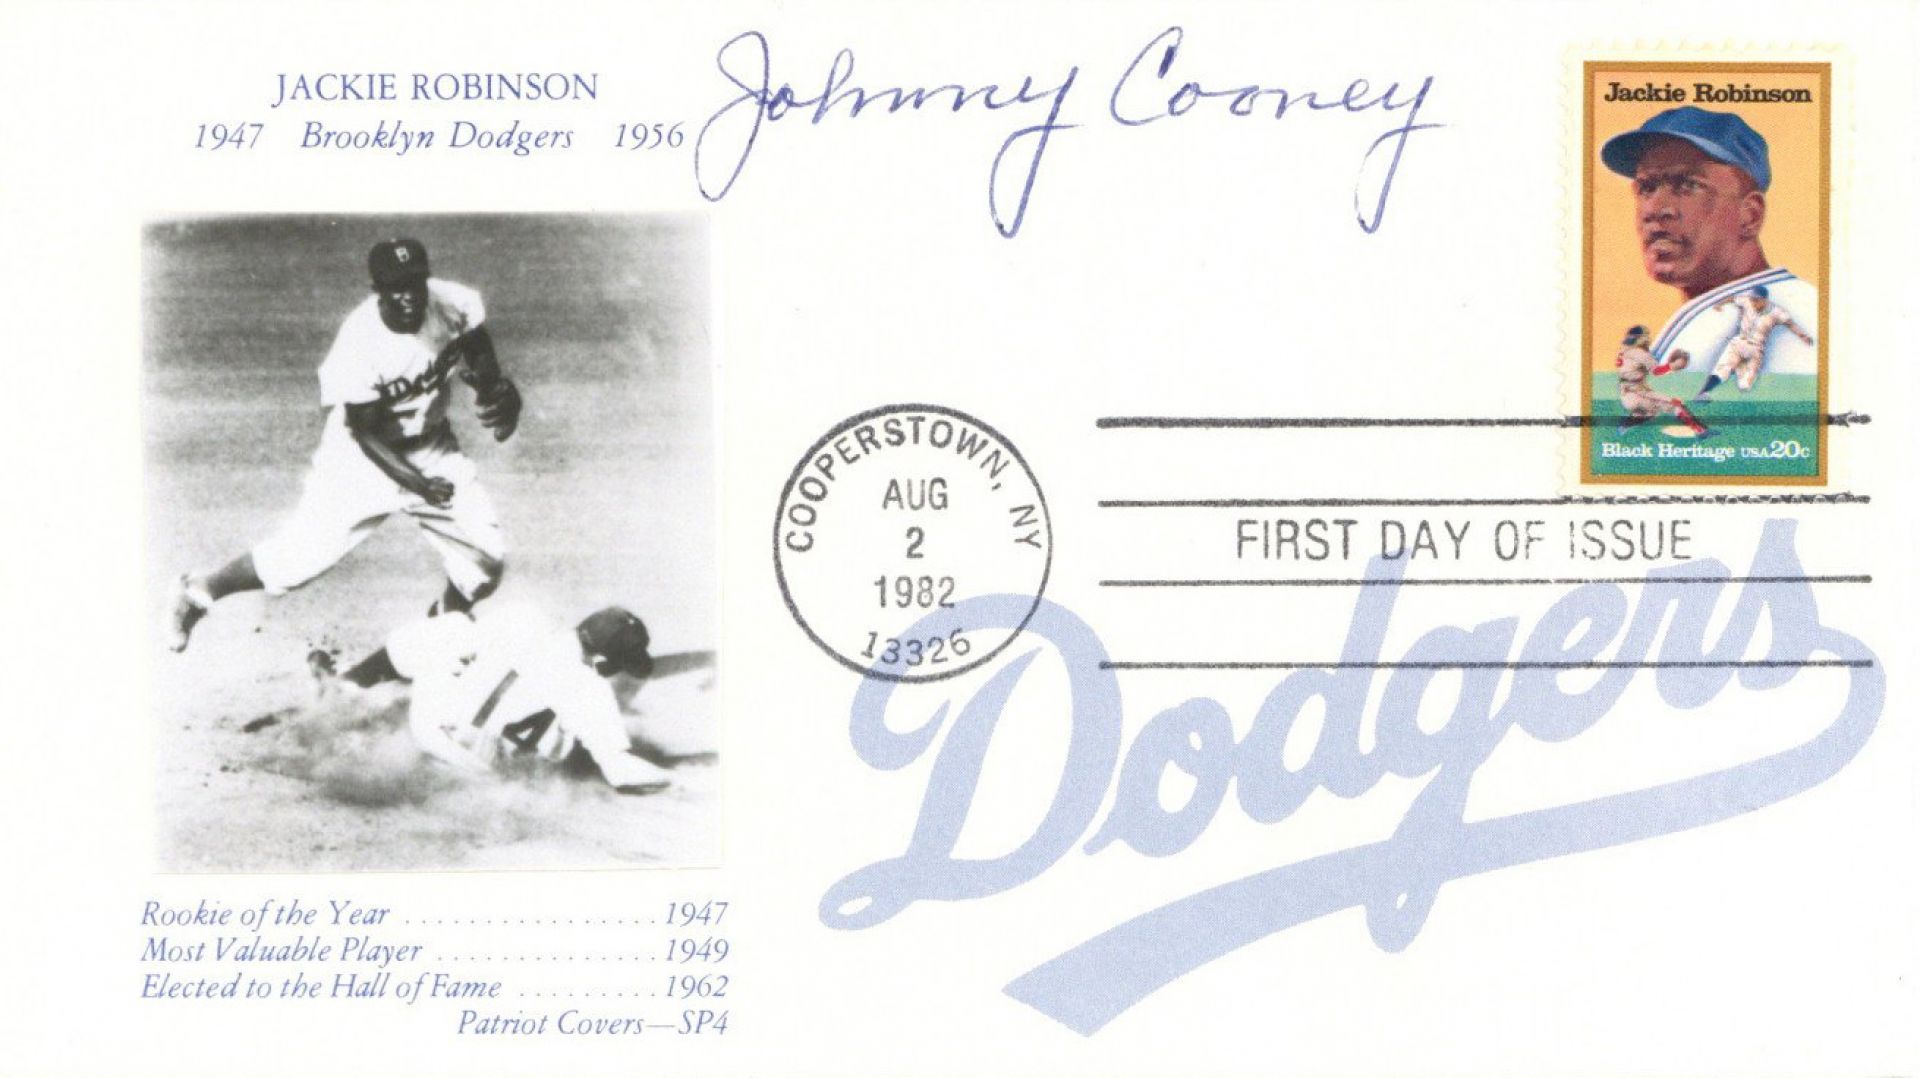 JACKIE ROBINSON
1947 Brooklyn Dodgers 1956
Johnny Cooney
Jackie Robinson
Black Heritage USA 20c
B
Dodgers
4
COOPERSTOWN, NY
AUG
2
1982
13326
FIRST DAY OF ISSUE
Dodgers
Rookie of the Year ................ 1947
Most Valuable Player .............. 1949
Elected to the Hall of Fame ......... 1962
Patriot Covers—SP4